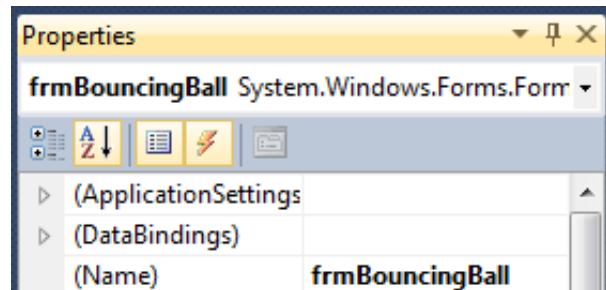 Properties
frmBouncingBall System.Windows.Forms.Form
A
Z
(ApplicationSettings
(DataBindings)
(Name) frmBouncingBall